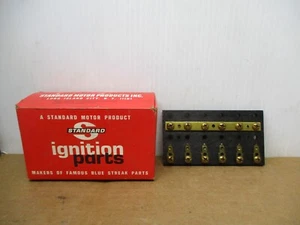 STANDARD MOTOR PRODUCTS INC.
LONG ISLAND CITY, N. Y. 11101
A STANDARD MOTOR PRODUCT
S
STANDARD
ignition
parts
MAKERS OF FAMOUS BLUE STREAK PARTS